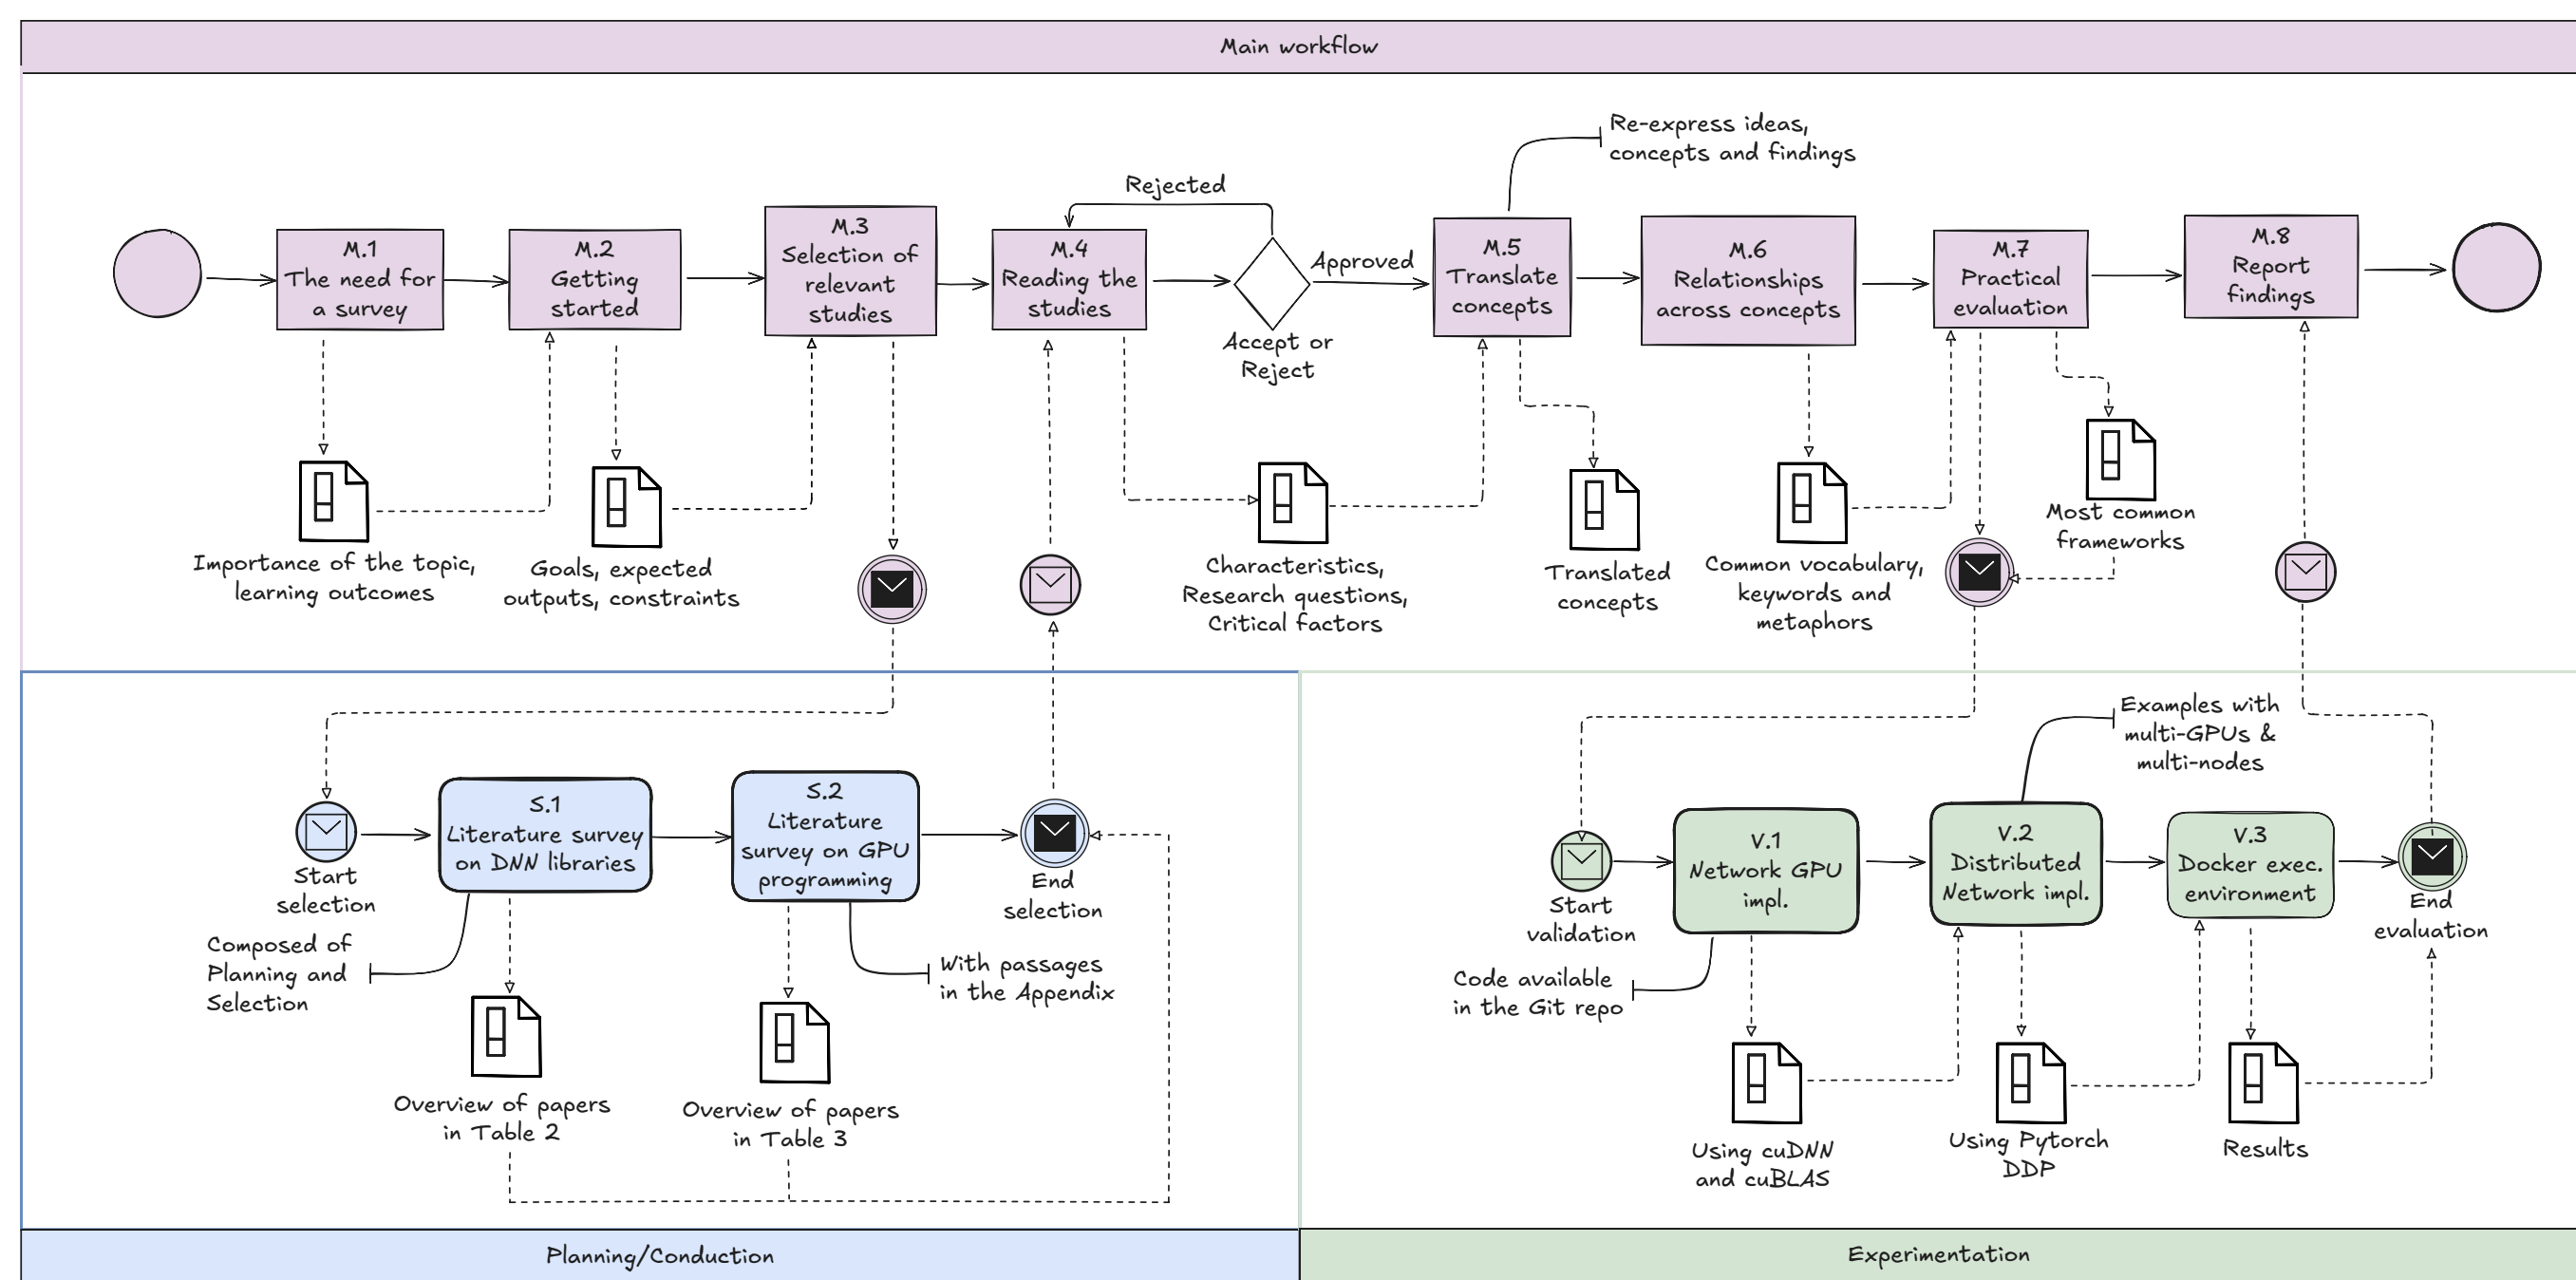 Main workflow
Re-express ideas,
concepts and findings
Rejected
M.1
The need for
a survey
M.2
Getting
started
M.3
Selection of
relevant
studies
M.4
Reading the
studies
Approved
Accept or
Reject
M.5
Translate
concepts
M.6
Relationships
across concepts
M.7
Practical
evaluation
M.8
Report
findings
Importance of the topic,
learning outcomes
Goals, expected
outputs, constraints
Characteristics,
Research questions,
Critical factors
Translated
concepts
Common vocabulary,
keywords and
metaphors
Most common
frameworks
Start
selection
S.1
Literature survey
on DNN libraries
S.2
Literature
survey on GPU
programming
End
selection
Composed of
Planning and
Selection
With passages
in the Appendix
Overview of papers
in Table 2
Overview of papers
in Table 3
Planning/Conduction
Examples with
multi-GPUs &
multi-nodes
Start
validation
V.1
Network GPU
impl.
V.2
Distributed
Network impl.
V.3
Docker exec.
environment
End
evaluation
Code available
in the Git repo
Using cuDNN
and cuBLAS
Using Pytorch
DDP
Results
Experimentation